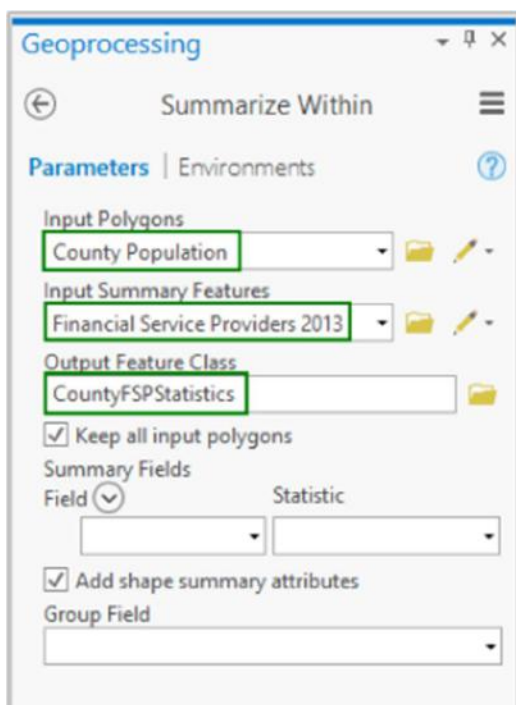 Geoprocessing
Summarize Within
Parameters | Environments
Input Polygons
County Population
Input Summary Features
Financial Service Providers 2013
Output Feature Class
CountyFSPStatistics
Keep all input polygons
Summary Fields
Field Statistic
Add shape summary attributes
Group Field